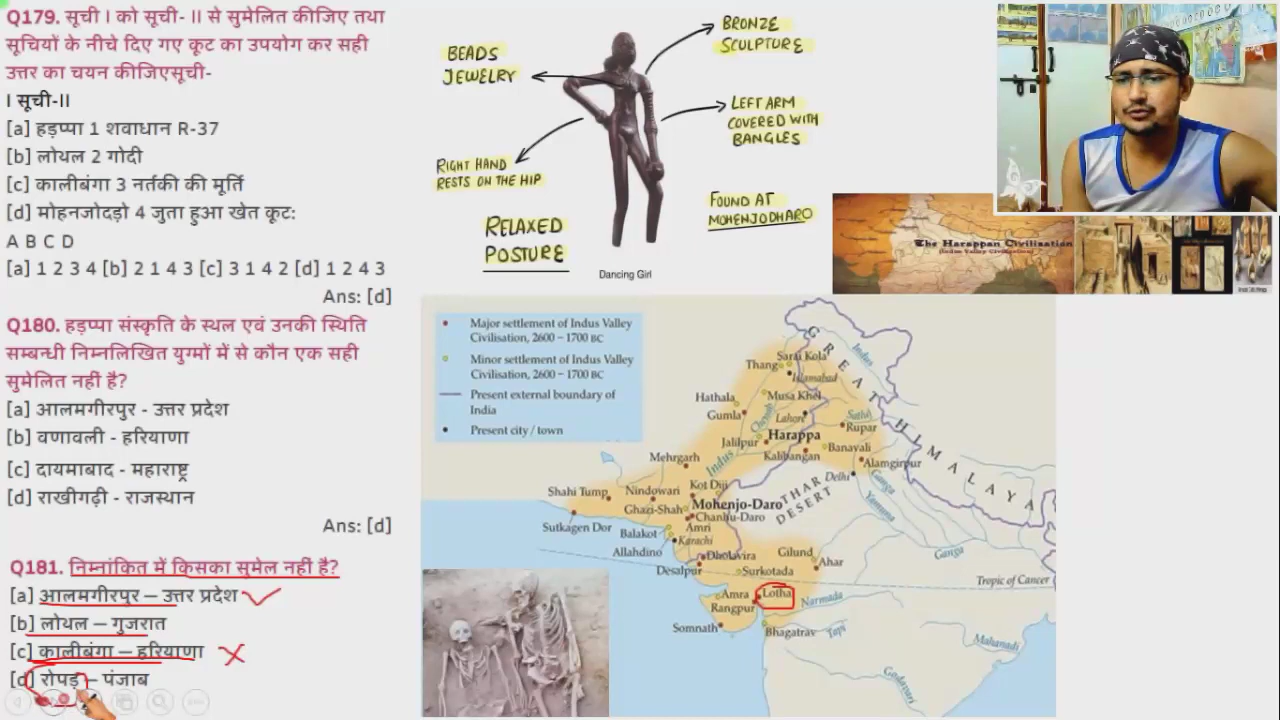 Q179. सूची I को सूची- II से सुमेलित कीजिए तथा
सूचियों के नीचे दिए गए कूट का उपयोग कर सही
उत्तर का चयन कीजिएसूची-
I सूची-II
[a] हड़प्पा 1 शवाधान R-37
[b] लोथल 2 गोदी
[c] कालीबंगा 3 नर्तकी की मूर्ति
[d] मोहनजोदड़ो 4 जुता हुआ खेत कूट:
A B C D
[a] 1 2 3 4 [b] 2 1 4 3 [c] 3 1 4 2 [d] 1 2 4 3
Ans: [d]
Q180. हड़प्पा संस्कृति के स्थल एवं उनकी स्थिति
सम्बन्धी निम्नलिखित युग्मों में से कौन एक सही
सुमेलित नहीं है?
[a] आलमगीरपुर - उत्तर प्रदेश
[b] वणावली - हरियाणा
[c] दायमाबाद - महाराष्ट्र
[d] राखीगढ़ी - राजस्थान
Ans: [d]
Q181. निम्नांकित में किसका सुमेल नहीं है?
[a] आलमगीरपुर – उत्तर प्रदेश
[b] लोथल – गुजरात
[c] कालीबंगा – हरियाणा
[d] रोपड़ – पंजाब
BEADS
JEWELRY
BRONZE
SCULPTURE
LEFT ARM
COVERED WITH
BANGLES
RIGHT HAND
RESTS ON THE HIP
FOUND AT
MOHENJODHARO
RELAXED
POSTURE
Dancing Girl
The Harappan Civilisation
(Indus Valley Civilisation)
Major settlement of Indus Valley
Civilisation, 2600 – 1700 BC
Minor settlement of Indus Valley
Civilisation, 2600 – 1700 BC
Present external boundary of
India
Present city / town
GREAT HIMALAYA
Indus
Sarai Kola
Thang
Islamabad
Hathala
Musa Khel
Gumla
Chenab
Lahore
Sutlej
Rupar
Jalilpur
Harappa
Kalibangan
Banavali
Alamgirpur
Mehrgarh
Indus
Delhi
Ganga
Yamuna
Kot Diji
THAR
DESERT
Shahi Tump
Nindowari
Mohenjo-Daro
Ghazi-Shah
Chanhu-Daro
Sutkagen Dor
Amri
Balakot
Karachi
Allahdino
Dholavira
Gilund
Ganga
Desalpur
Surkotada
Ahar
Tropic of Cancer
Amra
Lotha
Rangpur
Narmada
Somnath
Bhagatrav
Tapi
Mahanadi
Godavari